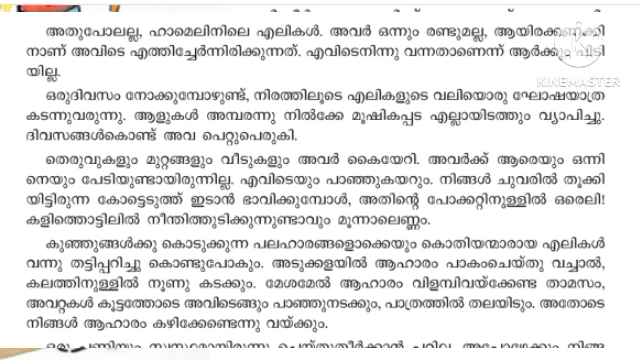 അതുപോലല്ല, ഹാമെലിനിലെ എലികൾ. അവർ ഒന്നും രണ്ടുമല്ല, ആയിരക്കണക്കി
നാണ് അവിടെ എത്തിച്ചേർന്നിരിക്കുന്നത്. എവിടെനിന്നു വന്നതാണെന്ന് ആർക്കും പിടി
യില്ല.
ഒരുദിവസം നോക്കുമ്പോഴുണ്ട്, നിരത്തിലൂടെ എലികളുടെ വലിയൊരു ഘോഷയാത്ര
കടന്നുവരുന്നു. ആളുകൾ അമ്പരന്നു നിൽക്കേ മൂഷികപ്പട എല്ലായിടത്തും വ്യാപിച്ചു.
ദിവസങ്ങൾകൊണ്ട് അവ പെറ്റുപെരുകി.
തെരുവുകളും മുറ്റങ്ങളും വീടുകളും അവർ കൈയേറി. അവർക്ക് ആരെയും ഒന്നി
നെയും പേടിയുണ്ടായിരുന്നില്ല. എവിടെയും പാഞ്ഞുകയറും. നിങ്ങൾ ചുവരിൽ തൂക്കി
യിട്ടിരുന്ന കോട്ടെടുത്ത് ഇടാൻ ഭാവിക്കുമ്പോൾ, അതിന്റെ പോക്കറ്റിനുള്ളിൽ ഒരെലി!
കളിത്തൊട്ടിലിൽ നീന്തിത്തുടിക്കുന്നുണ്ടാവും മൂന്നാലെണ്ണം.
കുഞ്ഞുങ്ങൾക്കു കൊടുക്കുന്ന പലഹാരങ്ങളൊക്കെയും കൊതിയന്മാരായ എലികൾ
വന്നു തട്ടിപ്പറിച്ചു കൊണ്ടുപോകും. അടുക്കളയിൽ ആഹാരം പാകംചെയ്തു വച്ചാൽ,
കലത്തിനുള്ളിൽ നൂണു കടക്കും. മേശമേൽ ആഹാരം വിളമ്പിവയ്ക്കേണ്ട താമസം,
അവറ്റകൾ കൂട്ടത്തോടെ അവിടെങ്ങും പാഞ്ഞുനടക്കും, പാത്രത്തിൽ തലയിടും. അതോടെ
നിങ്ങൾ ആഹാരം കഴിക്കേണ്ടെന്നു വയ്ക്കും.
KINEMASTER